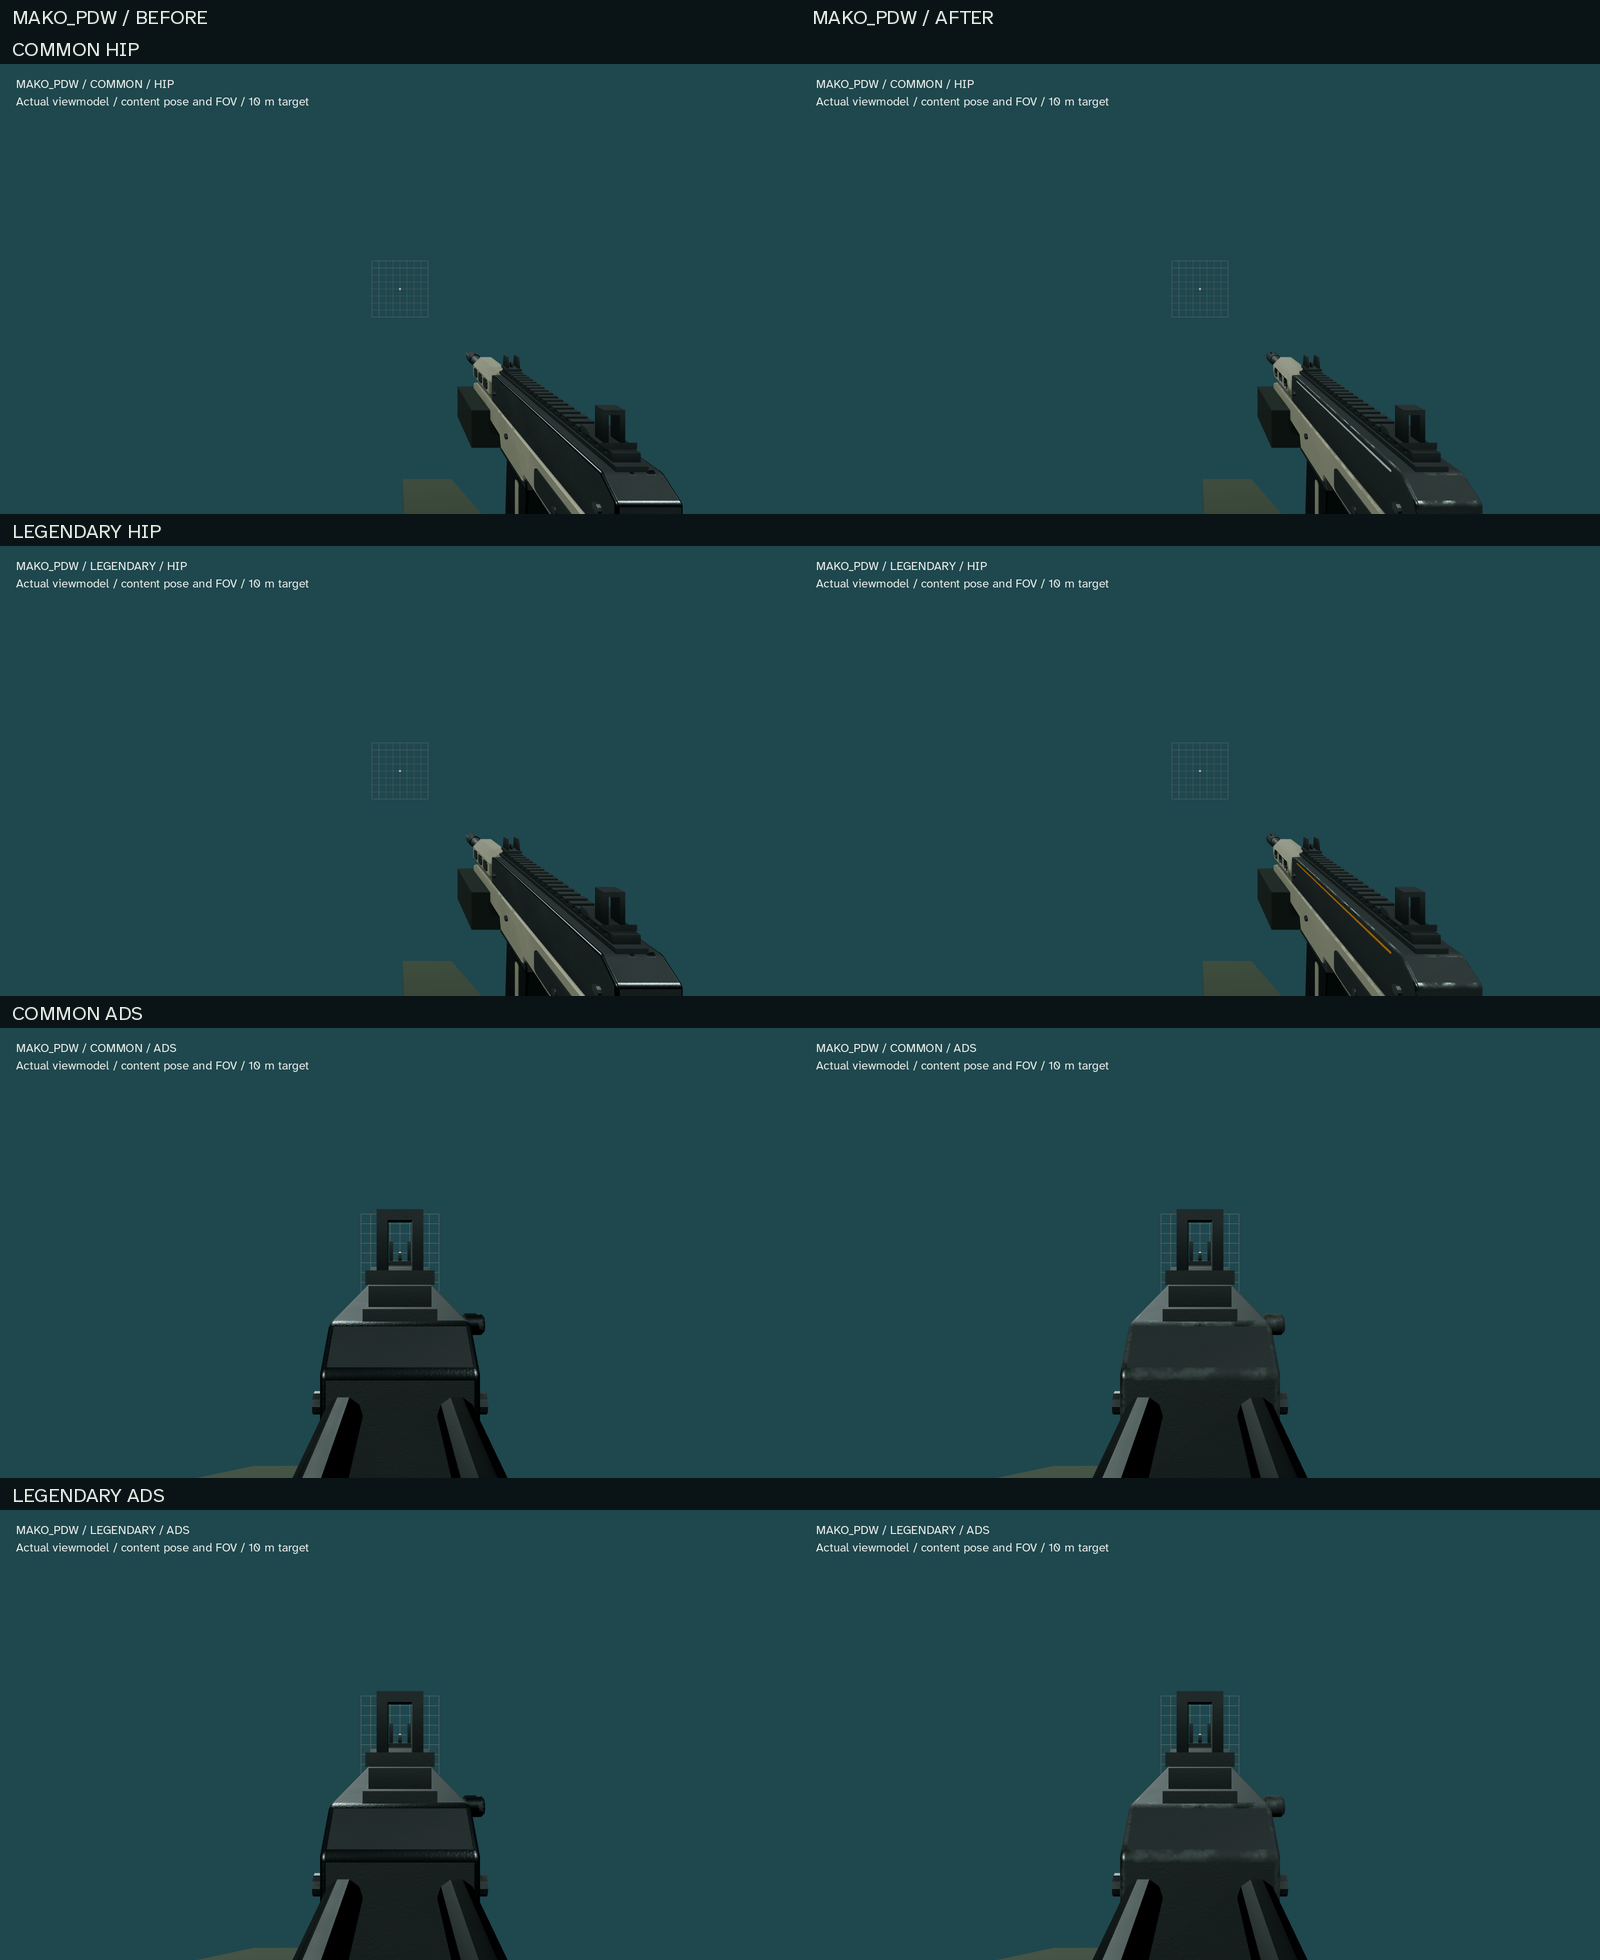 MAKO_PDW / BEFORE
MAKO_PDW / AFTER
COMMON HIP
MAKO_PDW / COMMON / HIP
Actual viewmodel / content pose and FOV / 10 m target
MAKO_PDW / COMMON / HIP
Actual viewmodel / content pose and FOV / 10 m target
LEGENDARY HIP
MAKO_PDW / LEGENDARY / HIP
Actual viewmodel / content pose and FOV / 10 m target
MAKO_PDW / LEGENDARY / HIP
Actual viewmodel / content pose and FOV / 10 m target
COMMON ADS
MAKO_PDW / COMMON / ADS
Actual viewmodel / content pose and FOV / 10 m target
MAKO_PDW / COMMON / ADS
Actual viewmodel / content pose and FOV / 10 m target
LEGENDARY ADS
MAKO_PDW / LEGENDARY / ADS
Actual viewmodel / content pose and FOV / 10 m target
MAKO_PDW / LEGENDARY / ADS
Actual viewmodel / content pose and FOV / 10 m target